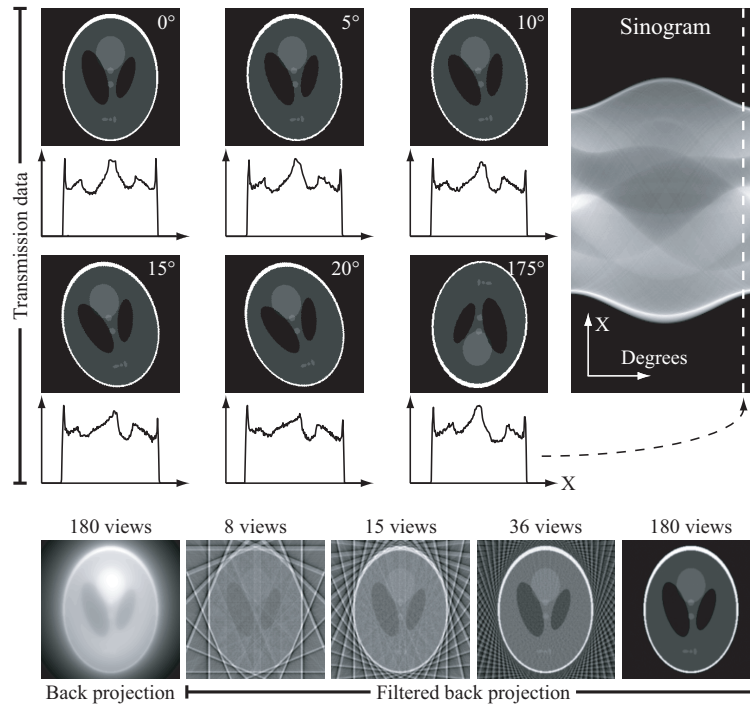 0°
5°
10°
Sinogram
Transmission data
15°
20°
175°
X
Degrees
X
180 views
8 views
15 views
36 views
180 views
Back projection
Filtered back projection